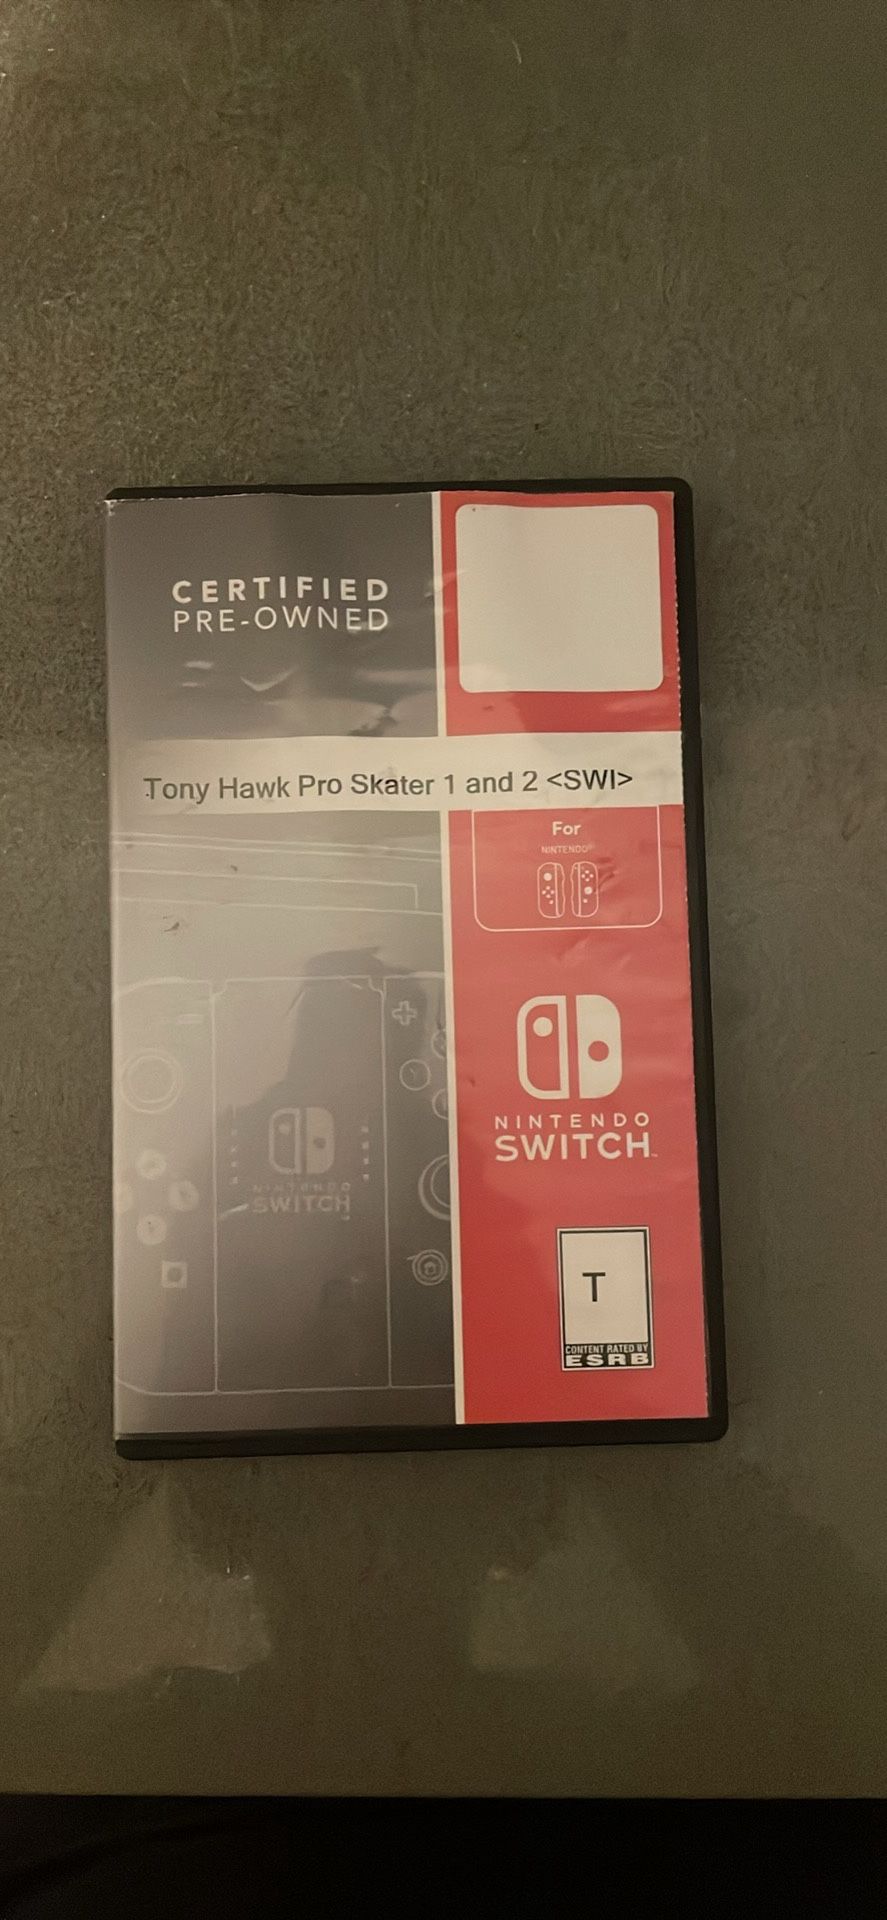 CERTIFIED
PRE-OWNED
Tony Hawk Pro Skater 1 and 2 <SWI>
For
NINTENDO®
NINTENDO
SWITCH
NINTENDO
SWITCH™
T
CONTENT RATED BY
ESRB